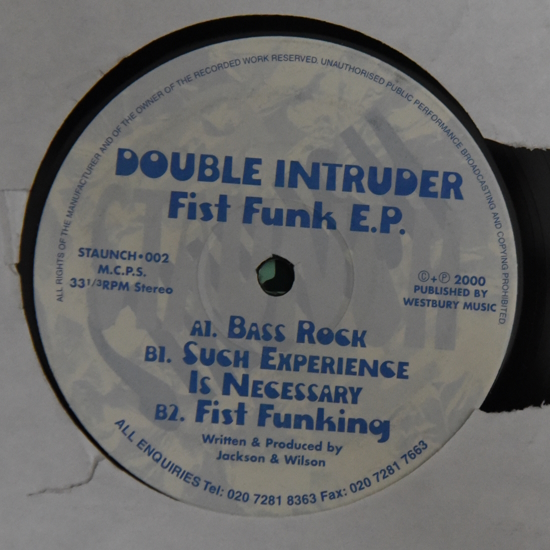 ALL RIGHTS OF THE MANUFACTURER AND OF THE OWNER OF THE RECORDED WORK RESERVED. UNAUTHORISED PUBLIC PERFORMANCE BROADCASTING AND COPYING PROHIBITED
DOUBLE INTRUDER
Fist Funk E.P.
STAUNCH•002
M.C.P.S.
33 1/3RPM Stereo
©+℗ 2000
PUBLISHED BY
WESTBURY MUSIC
A1. BASS ROCK
B1. SUCH EXPERIENCE
IS NECESSARY
B2. Fist Funking
Written & Produced by
Jackson & Wilson
ALL ENQUIRIES Tel: 020 7281 8363 Fax: 020 7281 7663